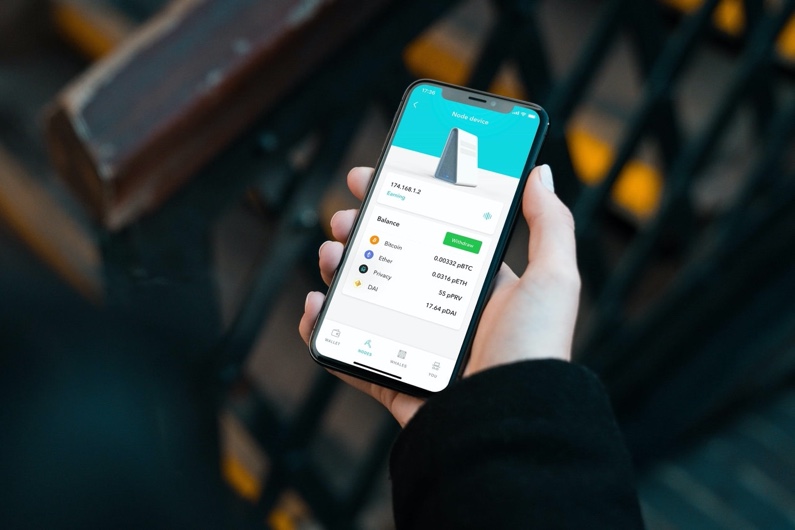 17:26
Node device
174.168.1.2
Earning
Balance
Withdraw
Bitcoin 0.00332 pBTC
Ether 0.0316 pETH
Privacy 55 pPRV
DAI 17.64 pDAI
WALLET NODES WHALES YOU